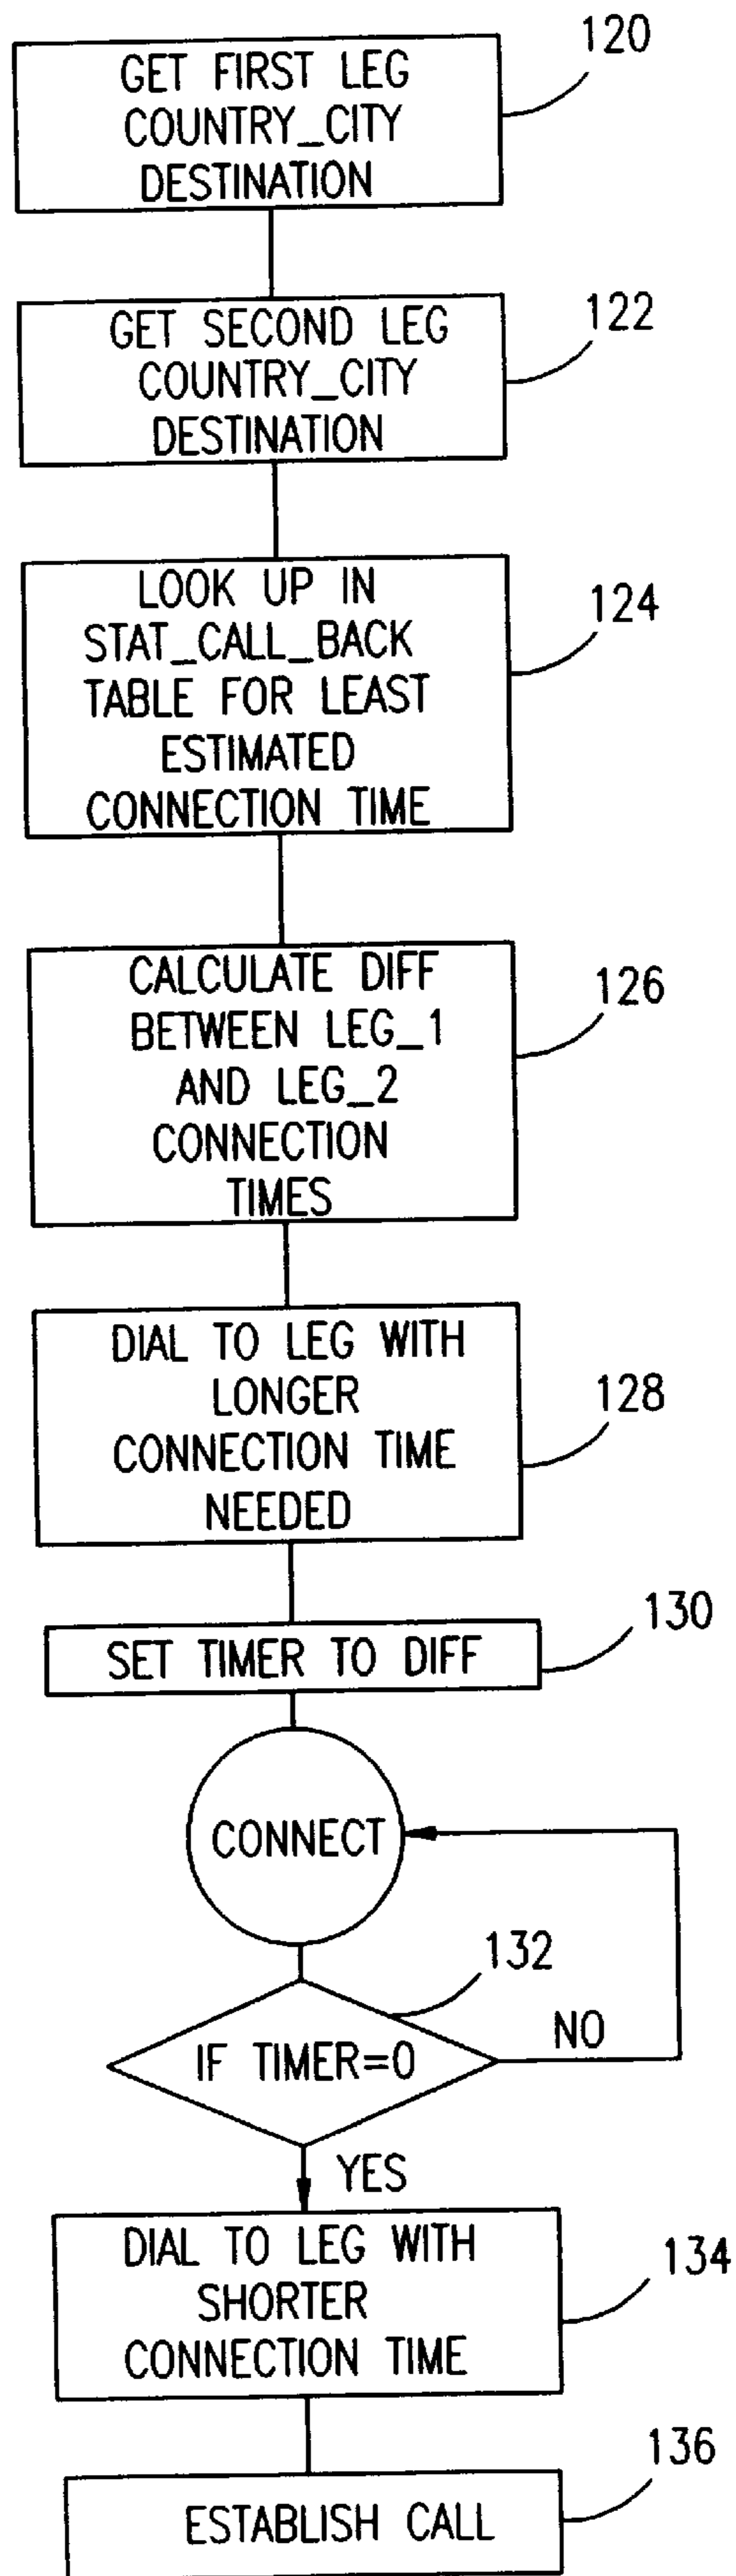 120
GET FIRST LEG
COUNTRY_CITY
DESTINATION
122
GET SECOND LEG
COUNTRY_CITY
DESTINATION
124
LOOK UP IN
STAT_CALL_BACK
TABLE FOR LEAST
ESTIMATED
CONNECTION TIME
126
CALCULATE DIFF
BETWEEN LEG_1
AND LEG_2
CONNECTION
TIMES
128
DIAL TO LEG WITH
LONGER
CONNECTION TIME
NEEDED
130
SET TIMER TO DIFF
CONNECT
132
IF TIMER=0
NO
YES
134
DIAL TO LEG WITH
SHORTER
CONNECTION TIME
136
ESTABLISH CALL